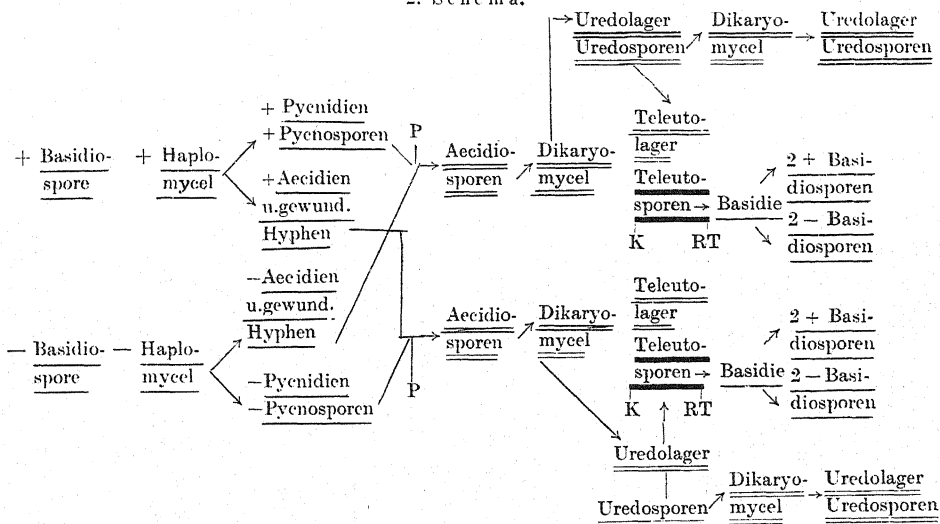 2. Schema.
Uredolager
Uredosporen
Dikaryo-
mycel
Uredolager
Uredosporen
+ Basidio-
spore
+ Haplo-
mycel
+ Pycnidien
+ Pycnosporen
P
+ Aecidien
u. gewund.
Hyphen
Aecidio-
sporen
Dikaryo-
mycel
Teleuto-
lager
Teleuto-
sporen
K RT
Basidie
2 + Basi-
diosporen
2 — Basi-
diosporen
— Basidio-
spore
— Haplo-
mycel
— Aecidien
u. gewund.
Hyphen
— Pycnidien
— Pycnosporen
P
Aecidio-
sporen
Dikaryo-
mycel
Teleuto-
lager
Teleuto-
sporen
K RT
Basidie
2 + Basi-
diosporen
2 — Basi-
diosporen
Uredolager
Uredosporen
Dikaryo-
mycel
Uredolager
Uredosporen